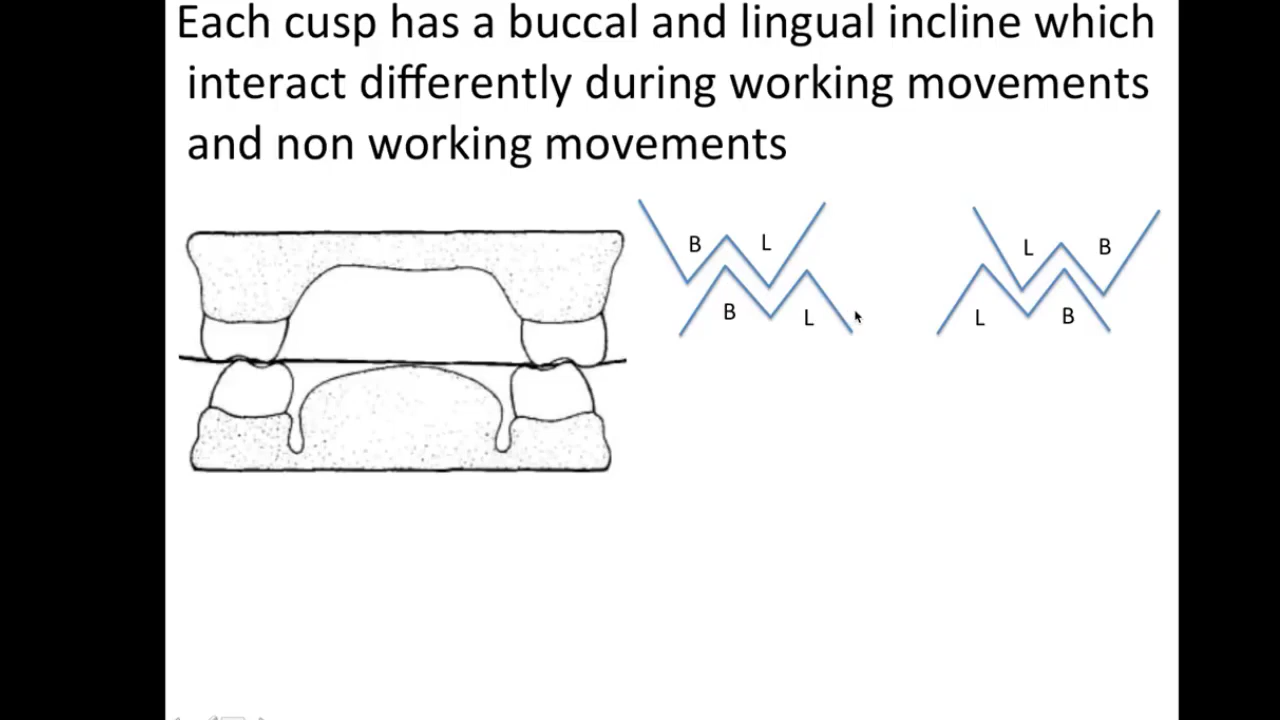 Each cusp has a buccal and lingual incline which
interact differently during working movements
and non working movements
B L
B L
L B
L B